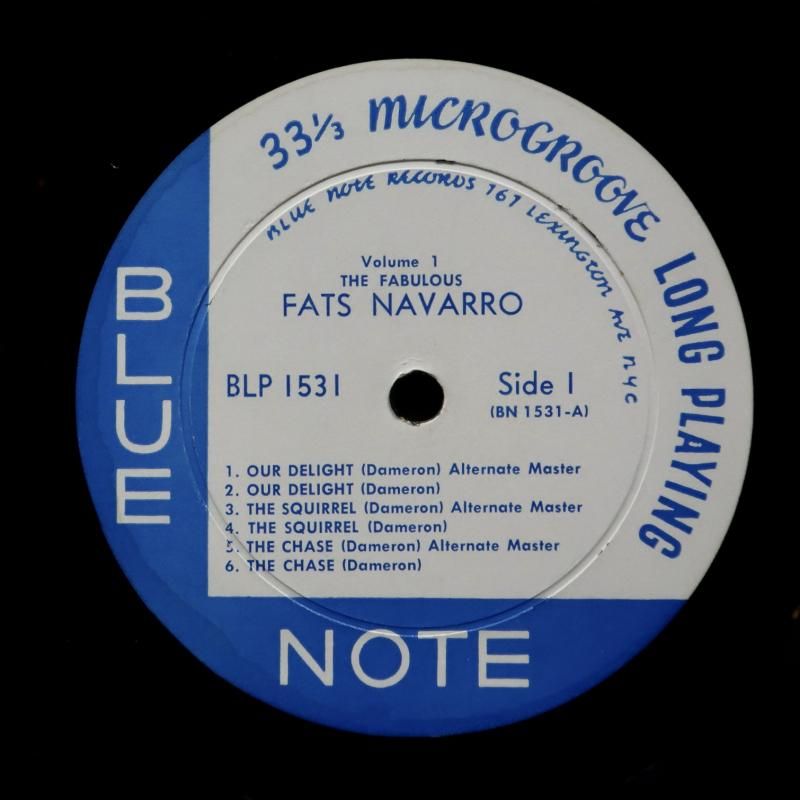 33⅓ MICROGROOVE LONG PLAYING
BLUE NOTE RECORDS 767 LEXINGTON AVE NYC
Volume 1
THE FABULOUS
FATS NAVARRO
BLP 1531
Side 1
(BN 1531-A)
1. OUR DELIGHT (Dameron) Alternate Master
2. OUR DELIGHT (Dameron)
3. THE SQUIRREL (Dameron) Alternate Master
4. THE SQUIRREL (Dameron)
5. THE CHASE (Dameron) Alternate Master
6. THE CHASE (Dameron)
BLUE
NOTE